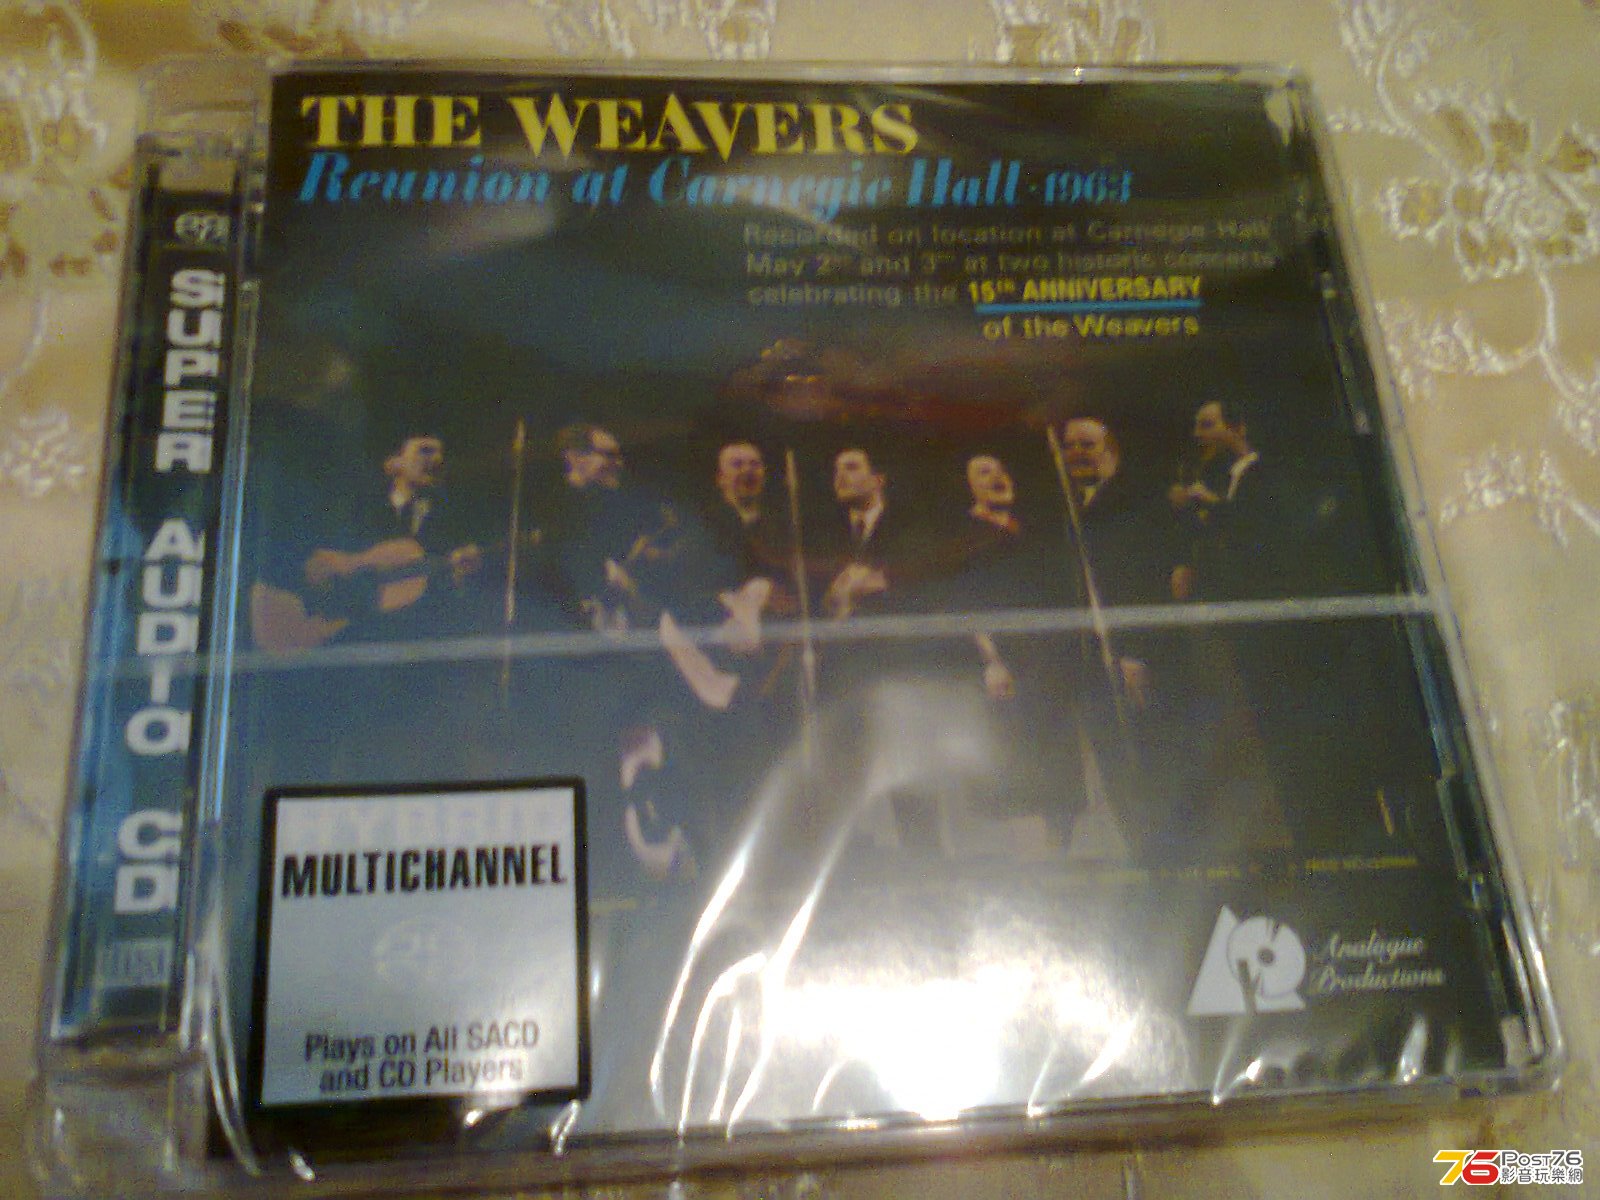 THE WEAVERS
Reunion at Carnegie Hall · 1963
Recorded on location at Carnegie Hall
May 2nd and 3rd at two historic concerts
celebrating the 15TH ANNIVERSARY
of the Weavers
SUPER AUDIO CD
HYBRID
MULTICHANNEL
Plays on All SACD
and CD Players
Analogue
Productions
76 POST76
影音玩樂網